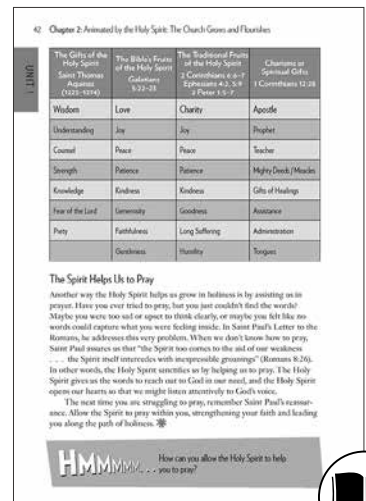 42 Chapter 2: Animated by the Holy Spirit: The Church Grows and Flourishes
UNIT 1
The Gifts of the Holy Spirit
Saint Thomas Aquinas
(1225–1274)
The Bible's Fruits of the Holy Spirit
Galatians
5:22–23
The Traditional Fruits of the Holy Spirit
2 Corinthians 6:6–7
Ephesians 4:2, 5:9
2 Peter 1:5–7
Charisms or Spiritual Gifts
1 Corinthians 12:28
Wisdom Love Charity Apostle
Understanding Joy Joy Prophet
Counsel Peace Peace Teacher
Strength Patience Patience Mighty Deeds / Miracles
Knowledge Kindness Kindness Gifts of Healings
Fear of the Lord Generosity Goodness Assistance
Piety Faithfulness Long Suffering Administration
Gentleness Humility Tongues
The Spirit Helps Us to Pray
Another way the Holy Spirit helps us grow in holiness is by assisting us in
prayer. Have you ever tried to pray, but you just couldn't find the words?
Maybe you were too sad or upset to think clearly, or maybe you felt like no
words could capture what you were feeling inside. In Saint Paul's Letter to the
Romans, he addresses this very problem. When we don't know how to pray,
Saint Paul assures us that "the Spirit too comes to the aid of our weakness
. . . the Spirit itself intercedes with inexpressible groanings" (Romans 8:26).
In other words, the Holy Spirit sanctifies us by helping us to pray. The Holy
Spirit gives us the words to reach out to God in our need, and the Holy Spirit
opens our hearts so that we might listen attentively to God's voice.
The next time you are struggling to pray, remember Saint Paul's reassur-
ance. Allow the Spirit to pray within you, strengthening your faith and leading
you along the path of holiness.
HMMMMM. . . How can you allow the Holy Spirit to help
you to pray?